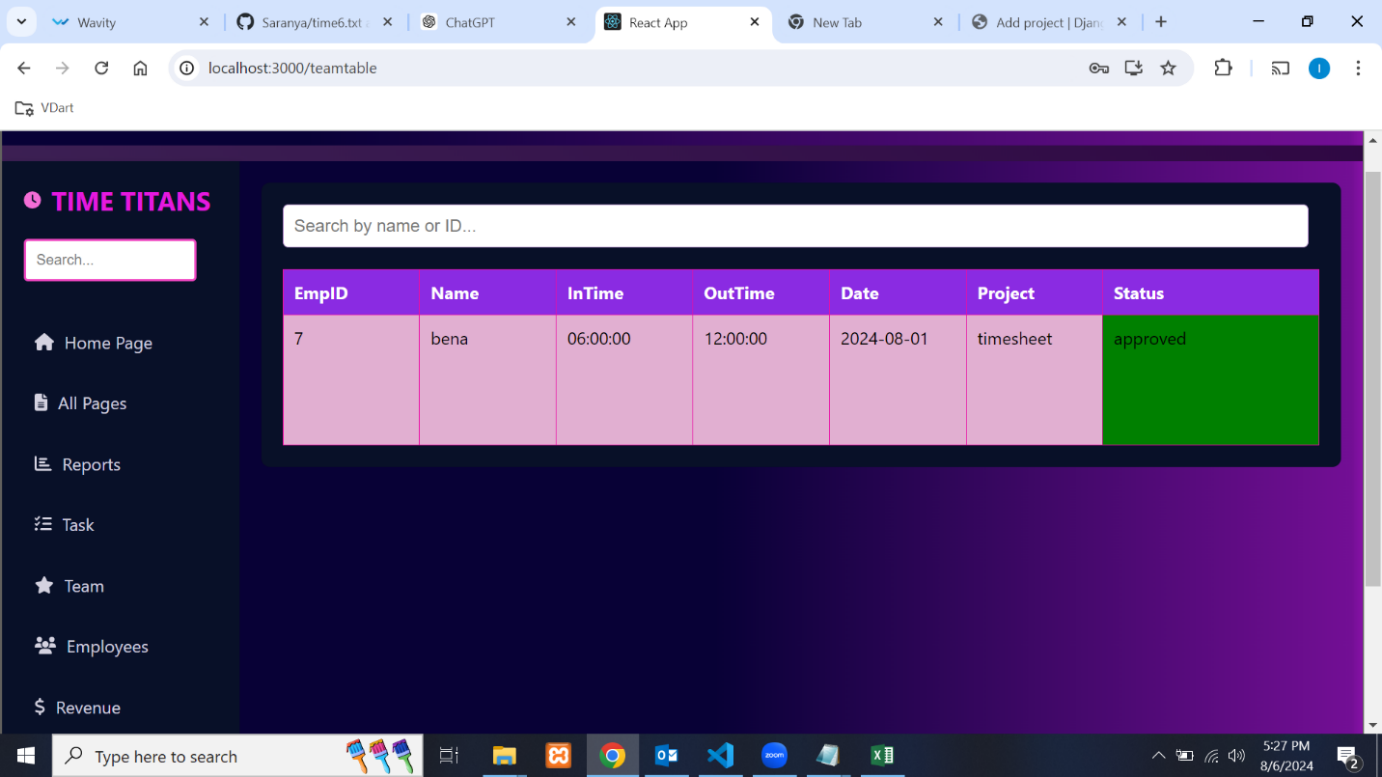 Wavity
Saranya/time6.txt
ChatGPT
React App
New Tab
Add project | Djan
localhost:3000/teamtable
I
VDart
TIME TITANS
Search...
Home Page
All Pages
Reports
Task
Team
Employees
$ Revenue
Search by name or ID...
EmpID Name InTime OutTime Date Project Status
7 bena 06:00:00 12:00:00 2024-08-01 timesheet approved
Type here to search
zoom
5:27 PM
8/6/2024
2